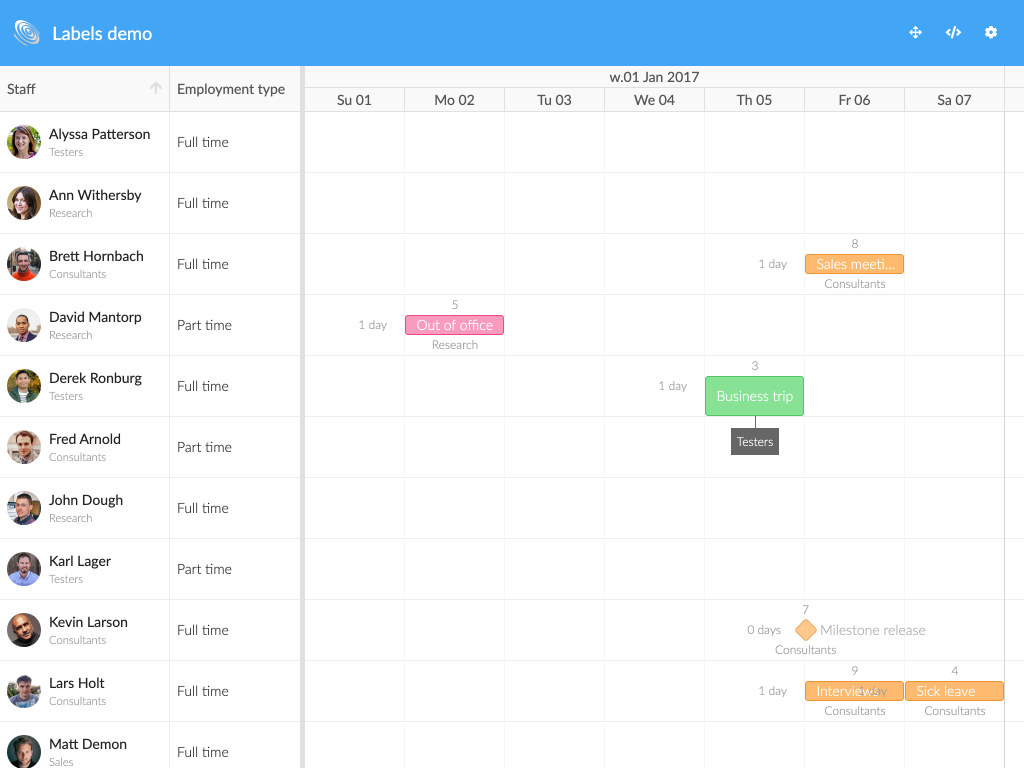 Labels demo
Staff
Employment type
w.01 Jan 2017
Su 01
Mo 02
Tu 03
We 04
Th 05
Fr 06
Sa 07
Alyssa Patterson
Testers
Full time
Ann Withersby
Research
Full time
Brett Hornbach
Consultants
Full time
8
1 day
Sales meeti...
Consultants
David Mantorp
Research
Part time
5
1 day
Out of office
Research
Derek Ronburg
Testers
Full time
3
1 day
Business trip
Testers
Fred Arnold
Consultants
Part time
John Dough
Research
Full time
Karl Lager
Testers
Part time
Kevin Larson
Consultants
Full time
7
0 days
Milestone release
Consultants
Lars Holt
Consultants
Full time
9
1 day
Interviews
Consultants
4
1 day
Sick leave
Consultants
Matt Demon
Sales
Full time